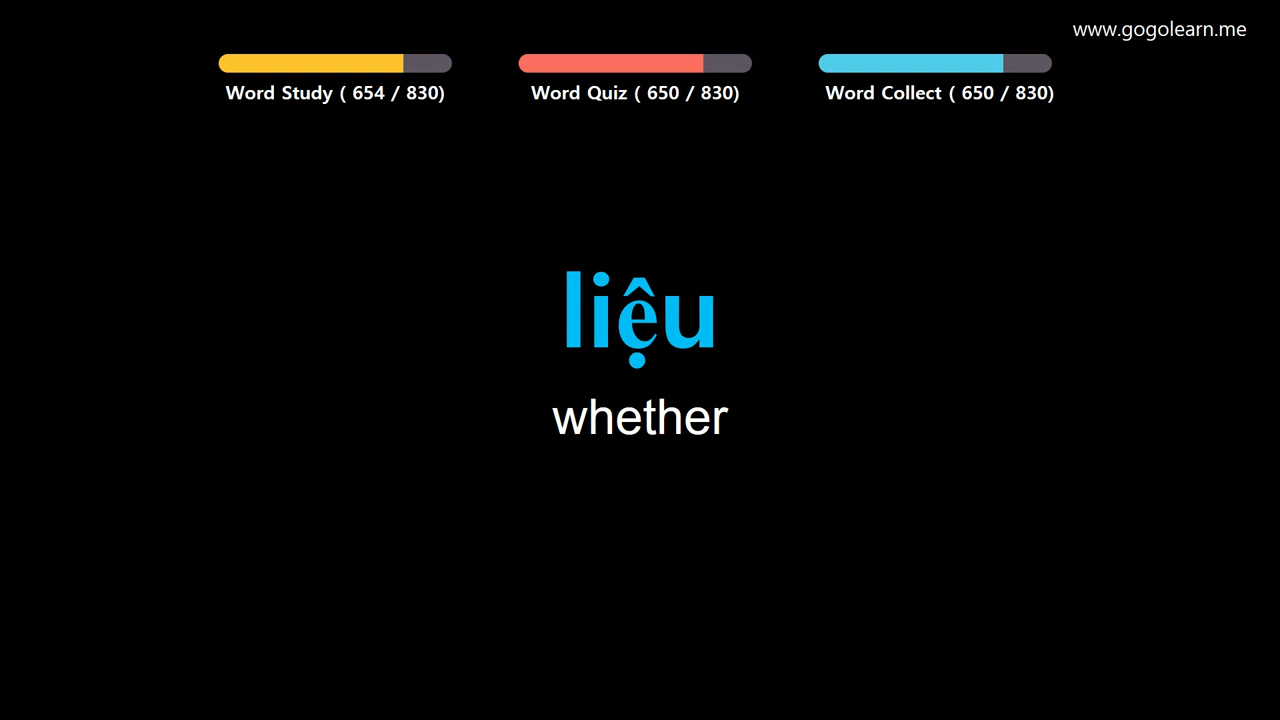 www.gogolearn.me
Word Study ( 654 / 830)
Word Quiz ( 650 / 830)
Word Collect ( 650 / 830)
liệu
whether